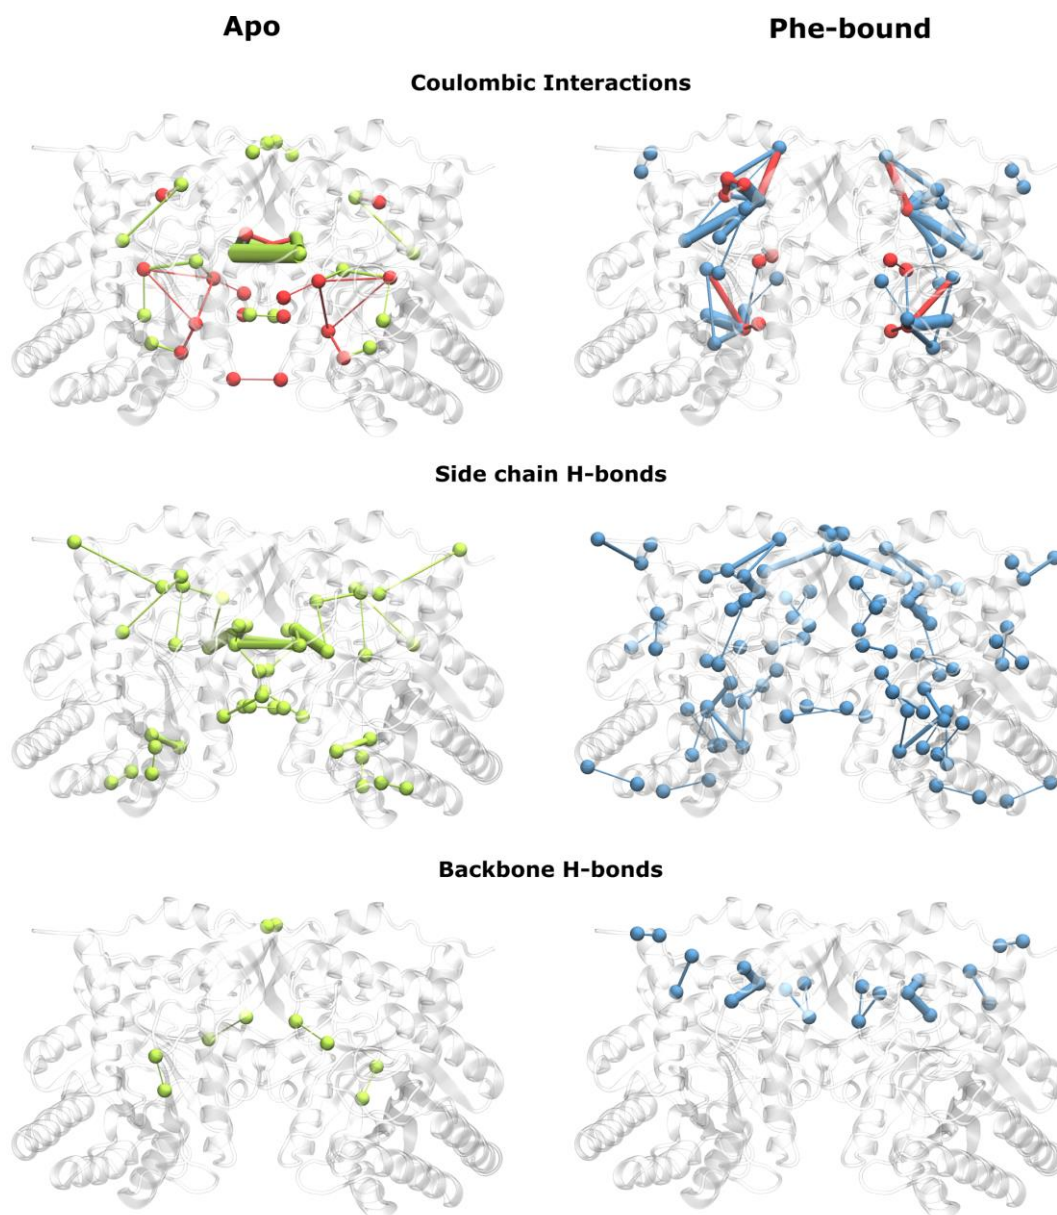 Apo
Phe-bound
Coulombic Interactions
Side chain H-bonds
Backbone H-bonds